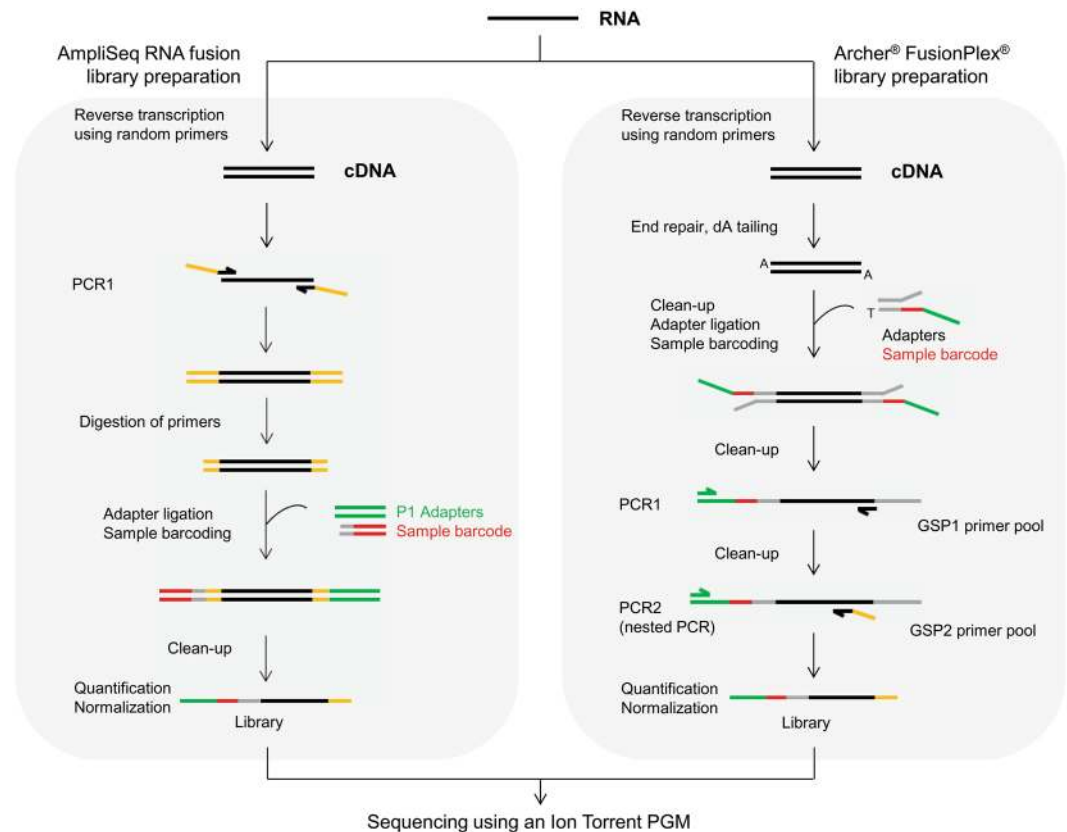 RNA
AmpliSeq RNA fusion
library preparation
Archer® FusionPlex®
library preparation
Reverse transcription
using random primers
cDNA
PCR1
Digestion of primers
Adapter ligation
Sample barcoding
P1 Adapters
Sample barcode
Clean-up
Quantification
Normalization
Library
Reverse transcription
using random primers
cDNA
End repair, dA tailing
A
A
Clean-up
Adapter ligation
Sample barcoding
T
Adapters
Sample barcode
Clean-up
PCR1
GSP1 primer pool
Clean-up
PCR2
(nested PCR)
GSP2 primer pool
Quantification
Normalization
Library
Sequencing using an Ion Torrent PGM